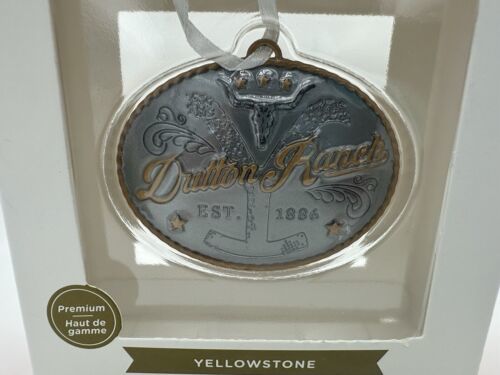 Dutton Ranch
EST. 1886
Premium
Haut de
gamme
YELLOWSTONE